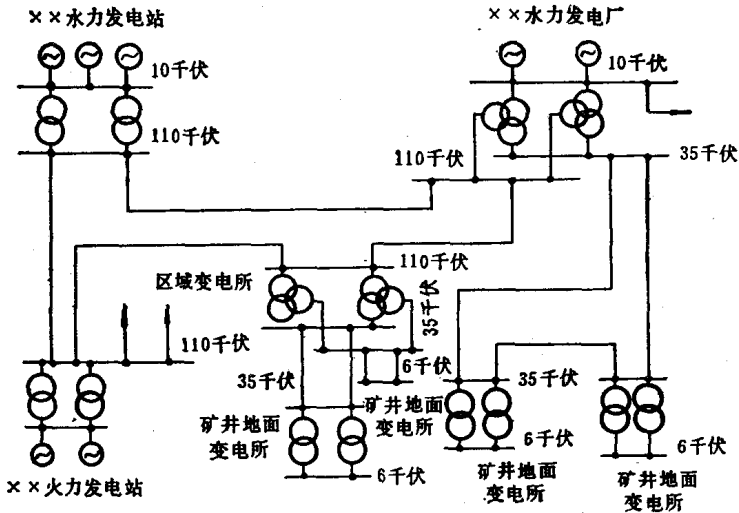 ××水力发电站
××水力发电厂
10千伏
10千伏
110千伏
110千伏
35千伏
区域变电所
110千伏
35千伏
110千伏
6千伏
35千伏
35千伏
矿井地面
变电所
矿井地面
变电所
6千伏
6千伏
6千伏
××火力发电站
矿井地面
变电所
矿井地面
变电所